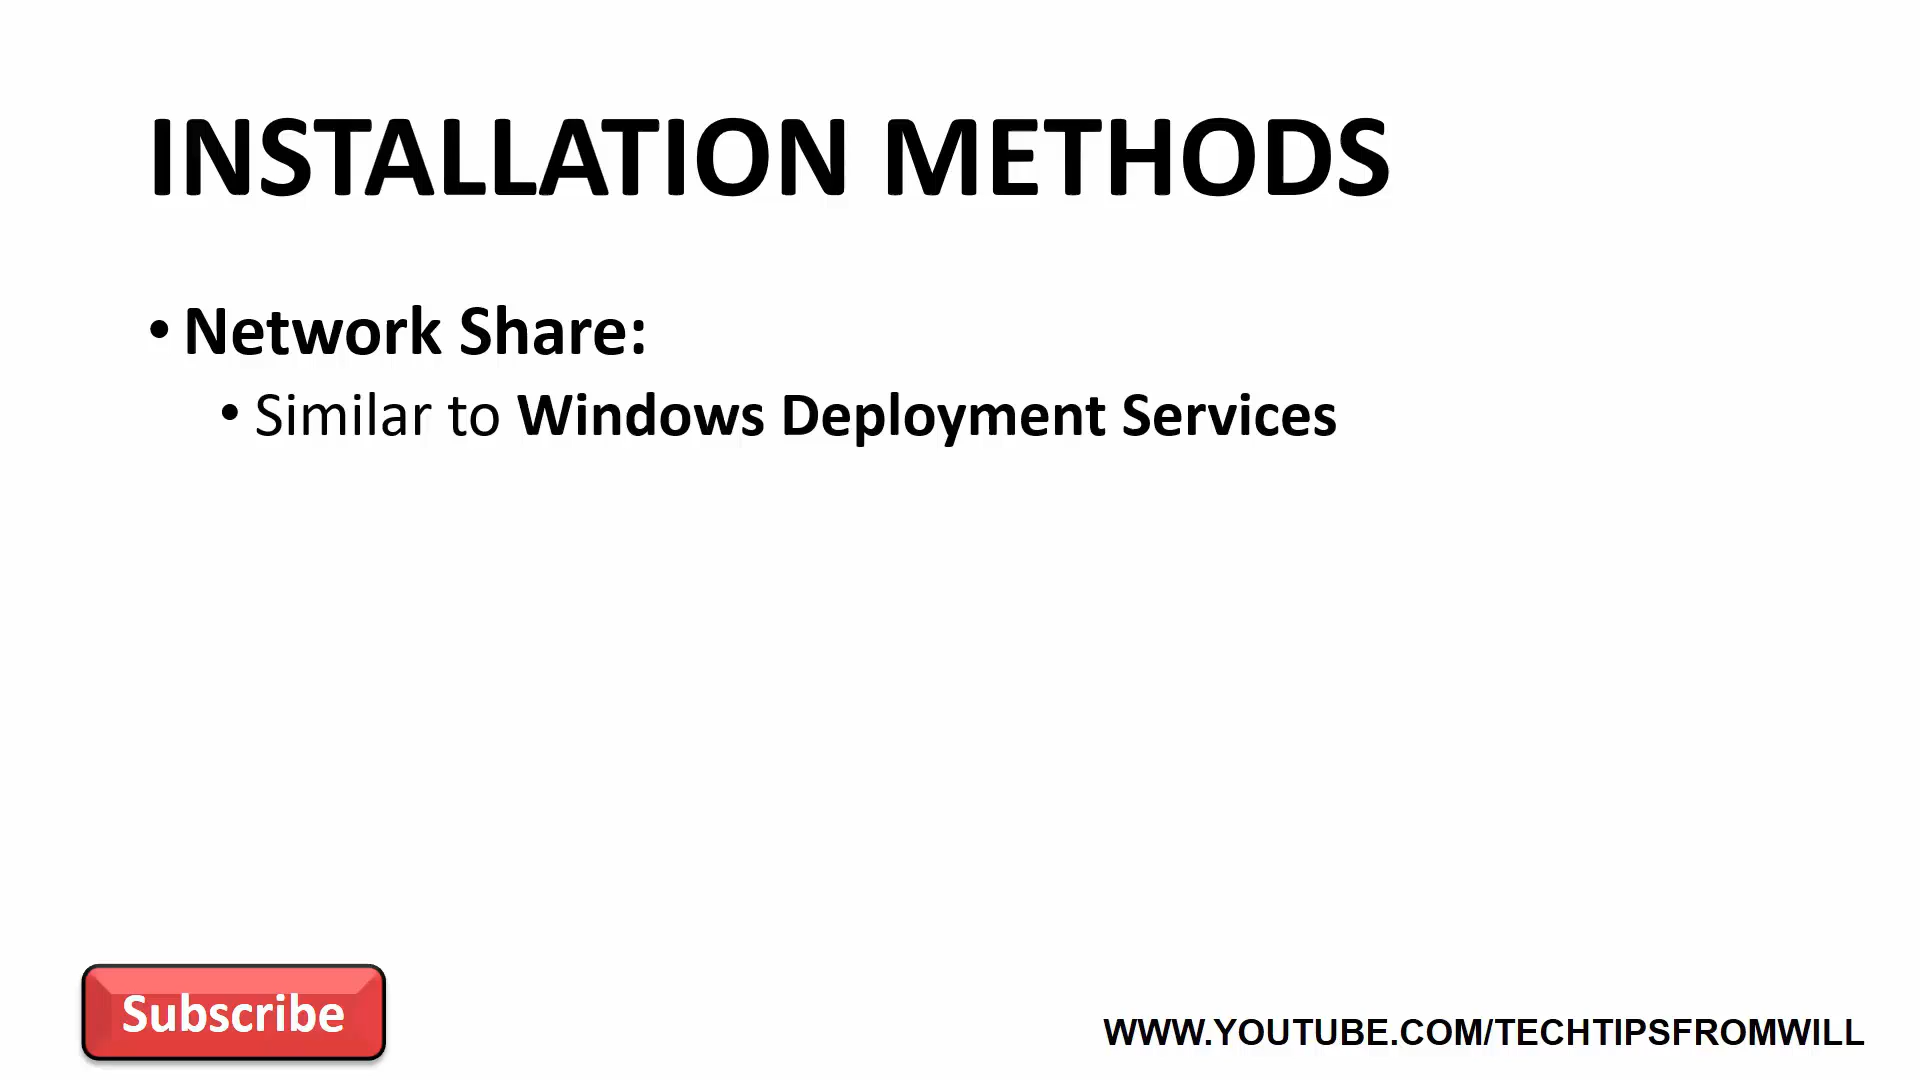 INSTALLATION METHODS
• Network Share:
• Similar to Windows Deployment Services
Subscribe
WWW.YOUTUBE.COM/TECHTIPSFROMWILL